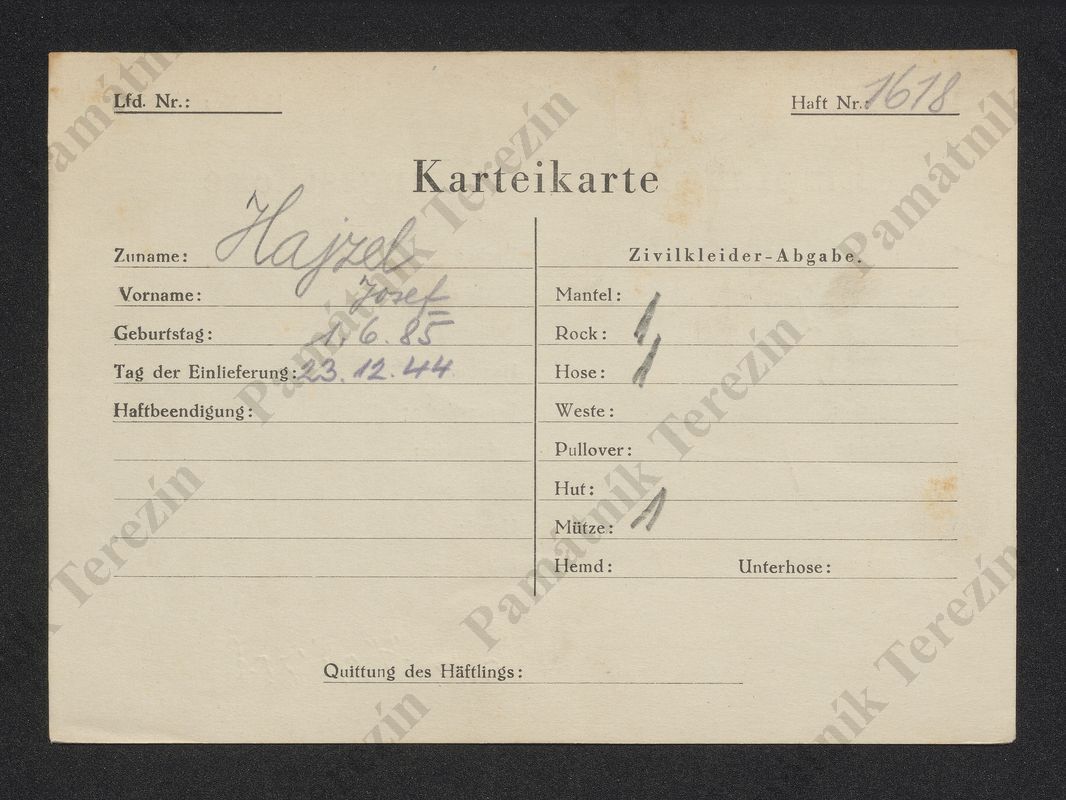 Lfd. Nr.:
Haft Nr.: 1618
Karteikarte
Zuname: Hajzel
Vorname: Josef
Geburtstag: 1. 6. 85
Tag der Einlieferung: 23. 12. 44
Haftbeendigung:
Zivilkleider-Abgabe.
Mantel:
Rock: 1
Hose: 1
Weste:
Pullover:
Hut:
Mütze: 1
Hemd: Unterhose:
Quittung des Häftlings:
Památník Terezín